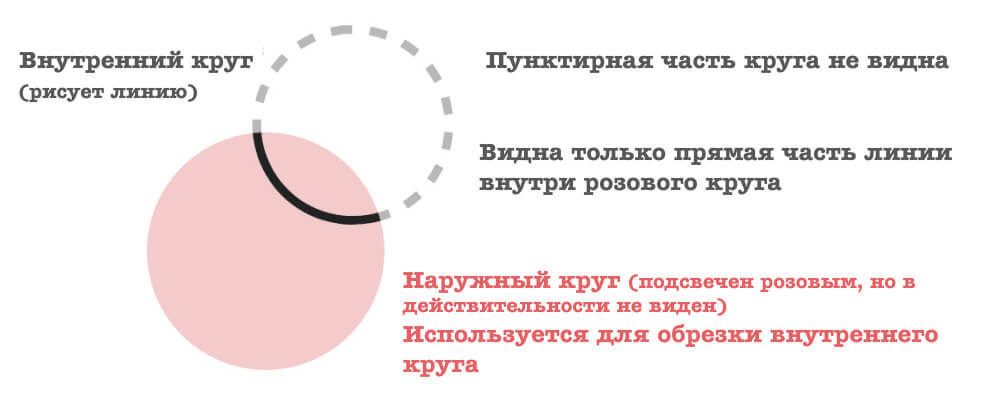 Внутренний круг
(рисует линию)
Пунктирная часть круга не видна
Видна только прямая часть линии
внутри розового круга
Наружный круг (подсвечен розовым, но в
действительности не виден)
Используется для обрезки внутреннего
круга